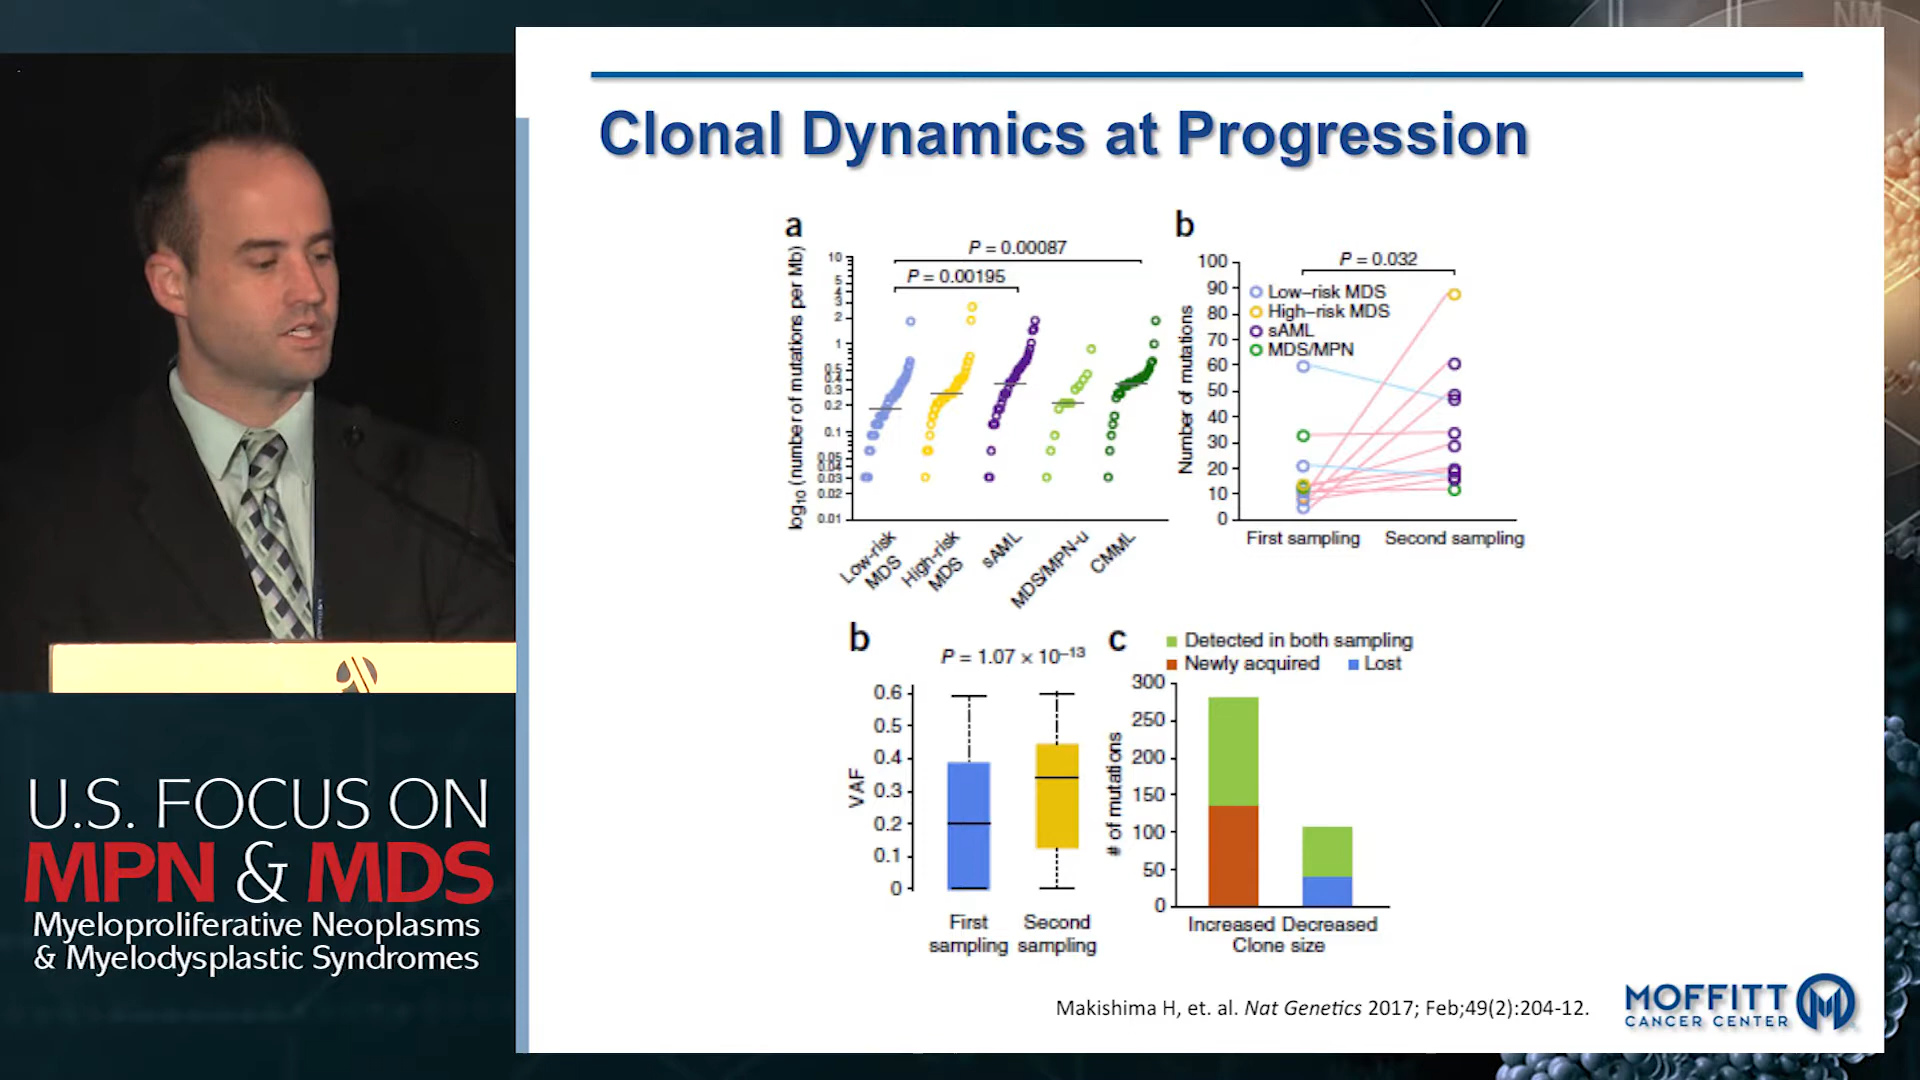 NM
Clonal Dynamics at Progression
a
P = 0.00087
P = 0.00195
log10 (number of mutations per Mb)
10
5
4
3
2
1
0.5
0.4
0.3
0.2
0.1
0.05
0.04
0.03
0.02
0.01
Low-risk
MDS
High-risk
MDS
sAML
MDS/MPN-u
CMML
b
P = 0.032
Number of mutations
100
90
80
70
60
50
40
30
20
10
0
Low–risk MDS
High–risk MDS
sAML
MDS/MPN
First sampling
Second sampling
b
P = 1.07 × 10–13
VAF
0.6
0.5
0.4
0.3
0.2
0.1
0
First
sampling
Second
sampling
c
Detected in both sampling
Newly acquired
Lost
# of mutations
300
250
200
150
100
50
0
Increased Decreased
Clone size
Makishima H, et. al. Nat Genetics 2017; Feb;49(2):204-12.
MOFFITT
CANCER CENTER
U.S. FOCUS ON
MPN & MDS
Myeloproliferative Neoplasms
& Myelodysplastic Syndromes